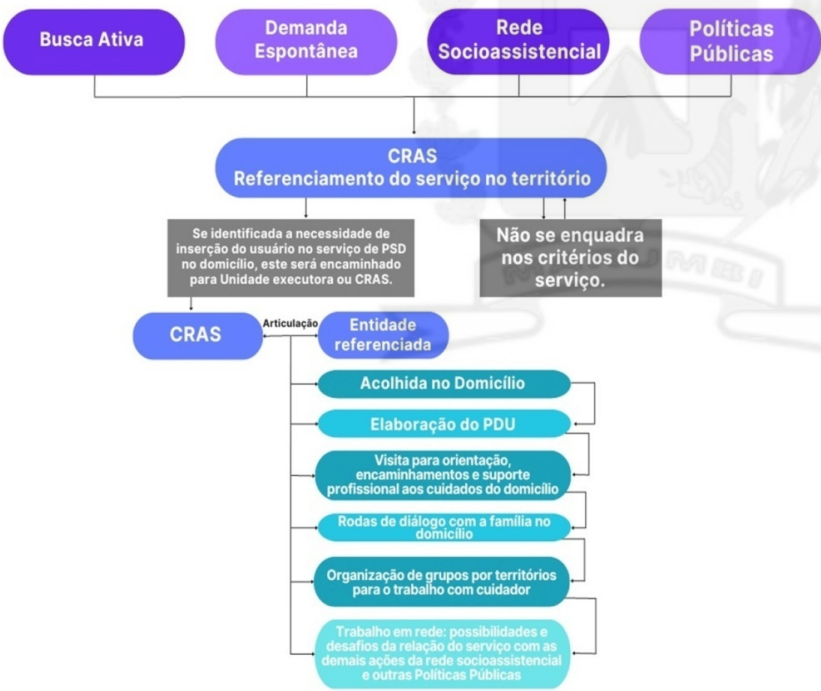 Busca Ativa
Demanda
Espontânea
Rede
Socioassistencial
Políticas
Públicas
CRAS
Referenciamento do serviço no território
Se identificada a necessidade de
inserção do usuário no serviço de PSD
no domicílio, este será encaminhado
para Unidade executora ou CRAS.
Não se enquadra
nos critérios do
serviço.
CRAS
Articulação
Entidade
referenciada
Acolhida no Domicílio
Elaboração do PDU
Visita para orientação,
encaminhamentos e suporte
profissional aos cuidados do domicílio
Rodas de diálogo com a família no
domicílio
Organização de grupos por territórios
para o trabalho com cuidador
Trabalho em rede: possibilidades e
desafios da relação do serviço com as
demais ações da rede socioassistencial
e outras Políticas Públicas